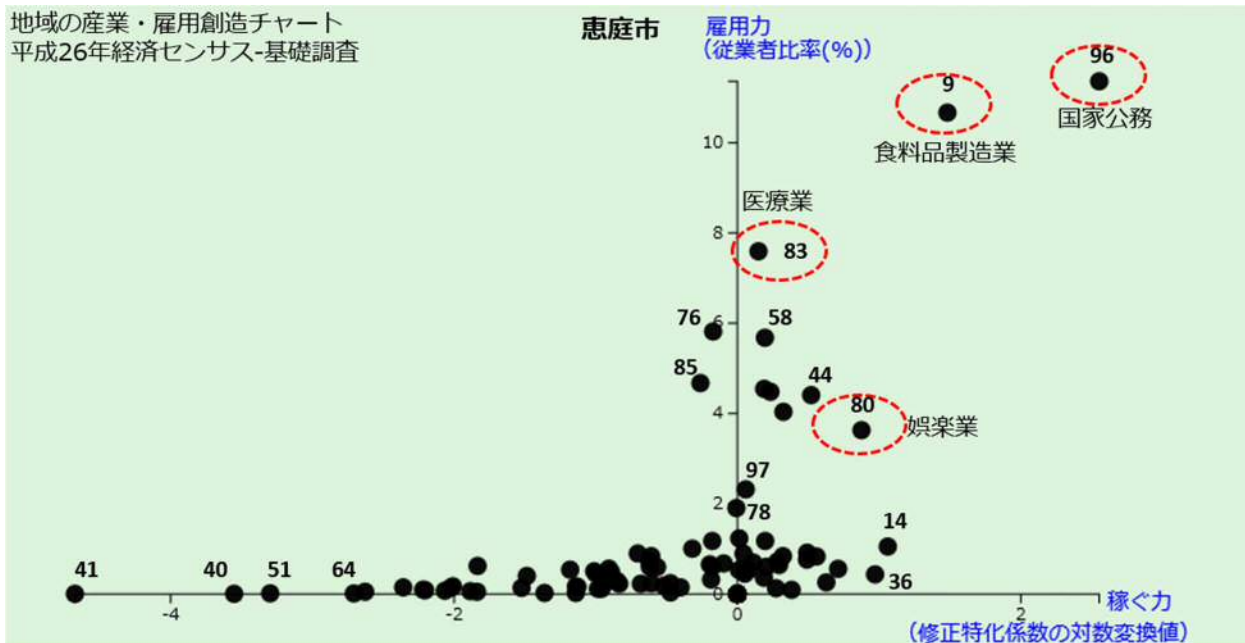 地域の産業・雇用創造チャート
平成26年経済センサス-基礎調査
恵庭市
雇用力
(従業者比率(%))
96
国家公務
9
食料品製造業
10
医療業
8
83
76
6
58
85
44
4
80
娯楽業
97
2
78
14
41
40
51
64
0
36
稼ぐ力
-4
-2
0
2
(修正特化係数の対数変換値)